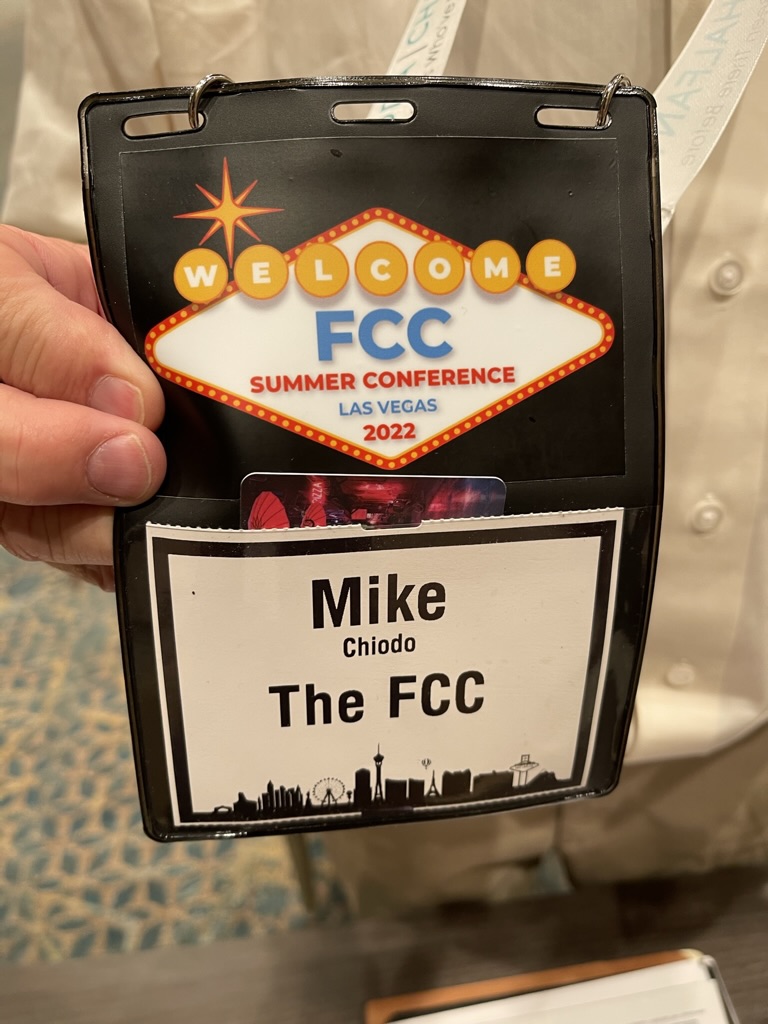 WELCOME
FCC
SUMMER CONFERENCE
LAS VEGAS
2022
Mike
Chiodo
The FCC